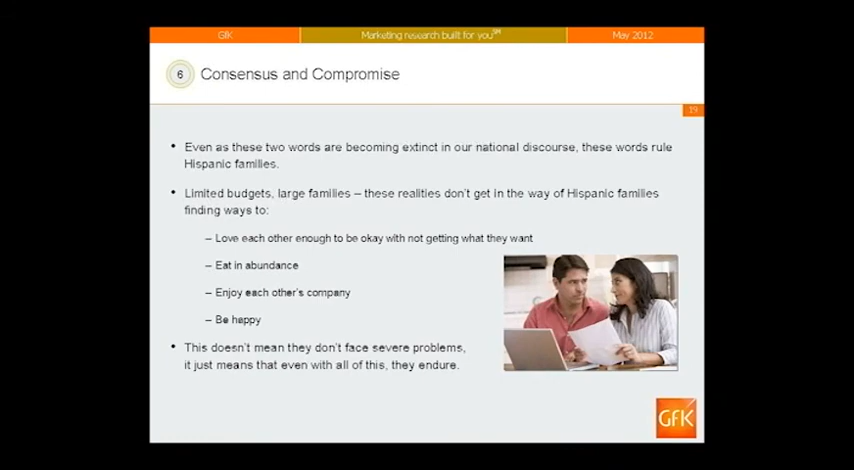 GfK
Marketing research built for you℠
May 2012
6
Consensus and Compromise
19
• Even as these two words are becoming extinct in our national discourse, these words rule
Hispanic families.
• Limited budgets, large families – these realities don't get in the way of Hispanic families
finding ways to:
– Love each other enough to be okay with not getting what they want
– Eat in abundance
– Enjoy each other's company
– Be happy
• This doesn't mean they don't face severe problems,
it just means that even with all of this, they endure.
GfK